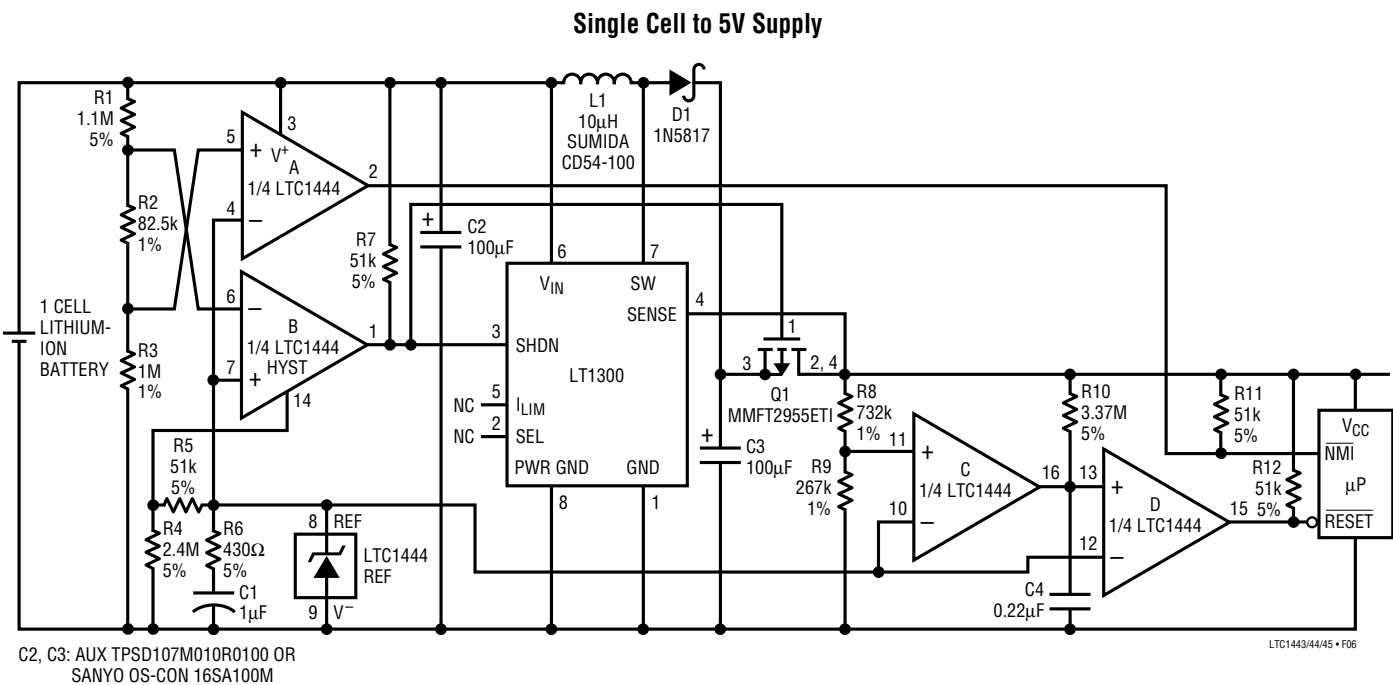 Single Cell to 5V Supply
R1
1.1M
5%
R2
82.5k
1%
R3
1M
1%
1 CELL
LITHIUM-
ION
BATTERY
5
+
3
V+
A
1/4 LTC1444
4
–
2
6
–
B
1/4 LTC1444
HYST
7
+
1
14
R5
51k
5%
R4
2.4M
5%
R6
430Ω
5%
C1
1µF
8
REF
LTC1444
REF
9
V–
R7
51k
5%
+
C2
100µF
L1
10µH
SUMIDA
CD54-100
D1
1N5817
6
7
VIN
SW
SENSE
4
3
SHDN
LT1300
NC
5
ILIM
NC
2
SEL
PWR GND
GND
8
1
3
1
2, 4
Q1
MMFT2955ETI
+
C3
100µF
R8
732k
1%
R9
267k
1%
11
+
C
1/4 LTC1444
10
–
16
R10
3.37M
5%
13
+
D
1/4 LTC1444
12
–
15
C4
0.22µF
R11
51k
5%
R12
51k
5%
VCC
NMI
µP
RESET
LTC1443/44/45 • F06
C2, C3: AUX TPSD107M010R0100 OR
SANYO OS-CON 16SA100M